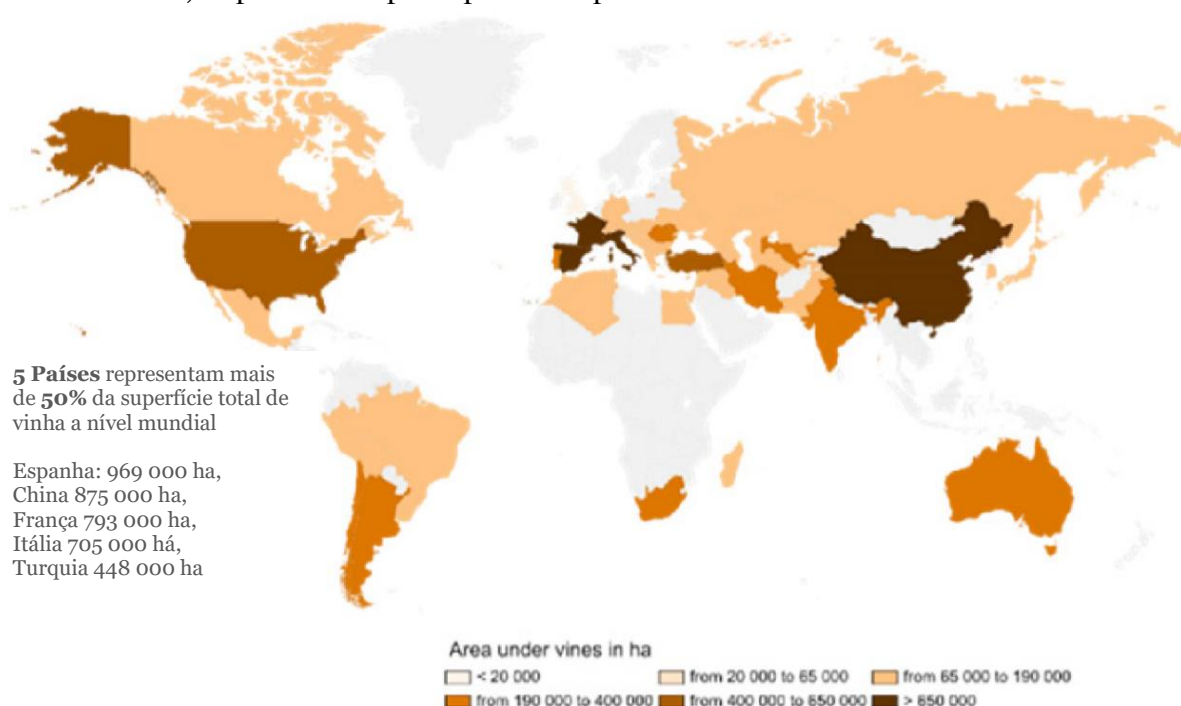 5 Países representam mais
de 50% da superfície total de
vinha a nível mundial
Espanha: 969 000 ha,
China 875 000 ha,
França 793 000 ha,
Itália 705 000 há,
Turquia 448 000 ha
Area under vines in ha
< 20 000 from 20 000 to 65 000 from 65 000 to 190 000
from 190 000 to 400 000 from 400 000 to 650 000 > 650 000